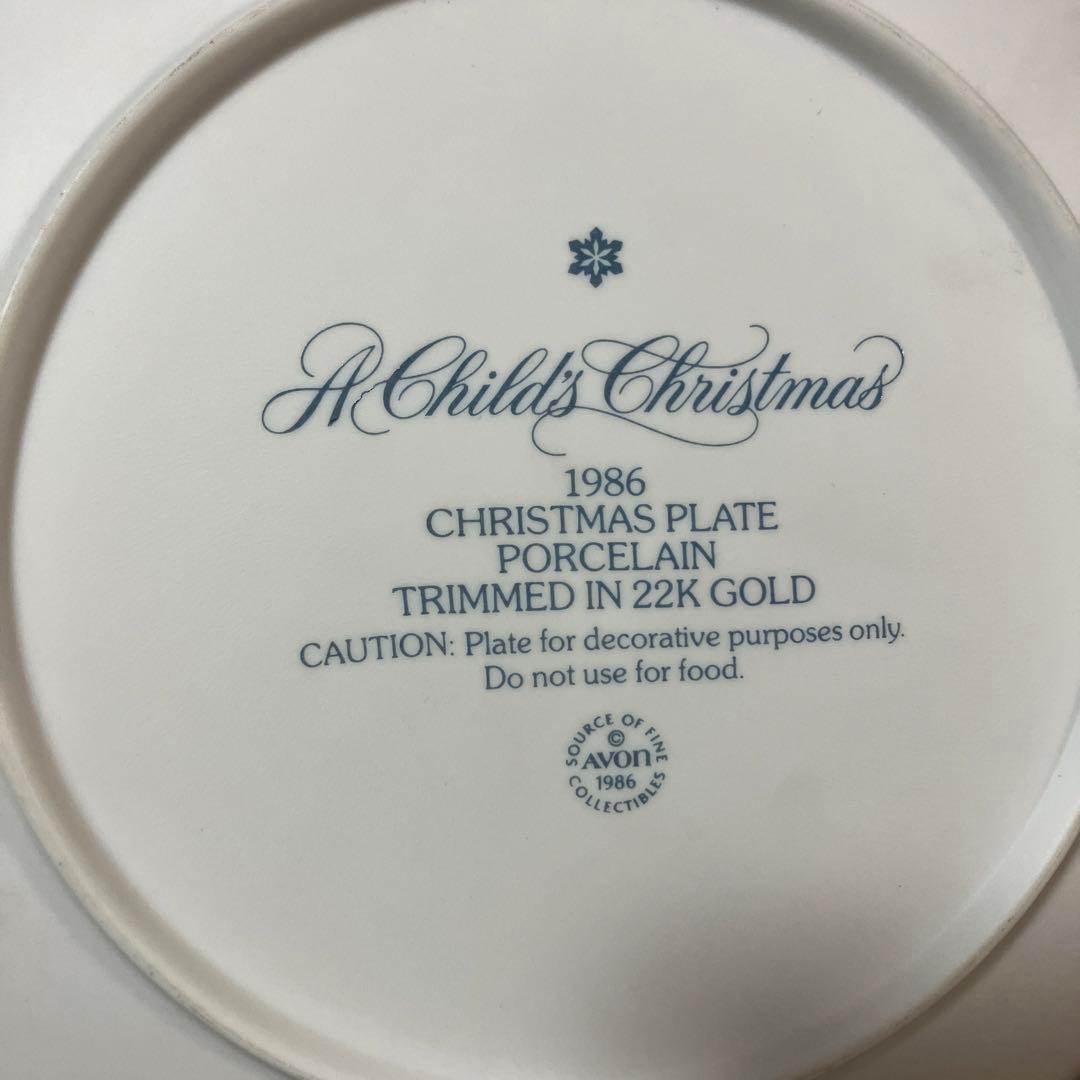 A Child's Christmas
1986
CHRISTMAS PLATE
PORCELAIN
TRIMMED IN 22K GOLD
CAUTION: Plate for decorative purposes only.
Do not use for food.
SOURCE OF FINE
©
AVON
1986
COLLECTIBLES